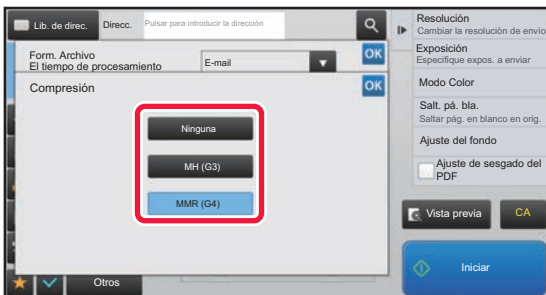 Lib. de direc.
Direcc.
Pulsar para introducir la dirección
Form. Archivo
El tiempo de procesamiento
E-mail
OK
Compresión
OK
Ninguna
MH (G3)
MMR (G4)
Otros
Resolución
Cambiar la resolución de envío
Exposición
Especifique expos. a enviar
Modo Color
Salt. pá. bla.
Saltar pág. en blanco en orig.
Ajuste del fondo
Ajuste de sesgado del
PDF
Vista previa
CA
Iniciar